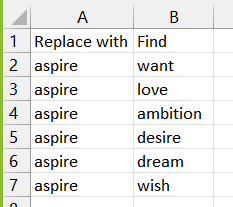 A B
1 Replace with Find
2 aspire want
3 aspire love
4 aspire ambition
5 aspire desire
6 aspire dream
7 aspire wish